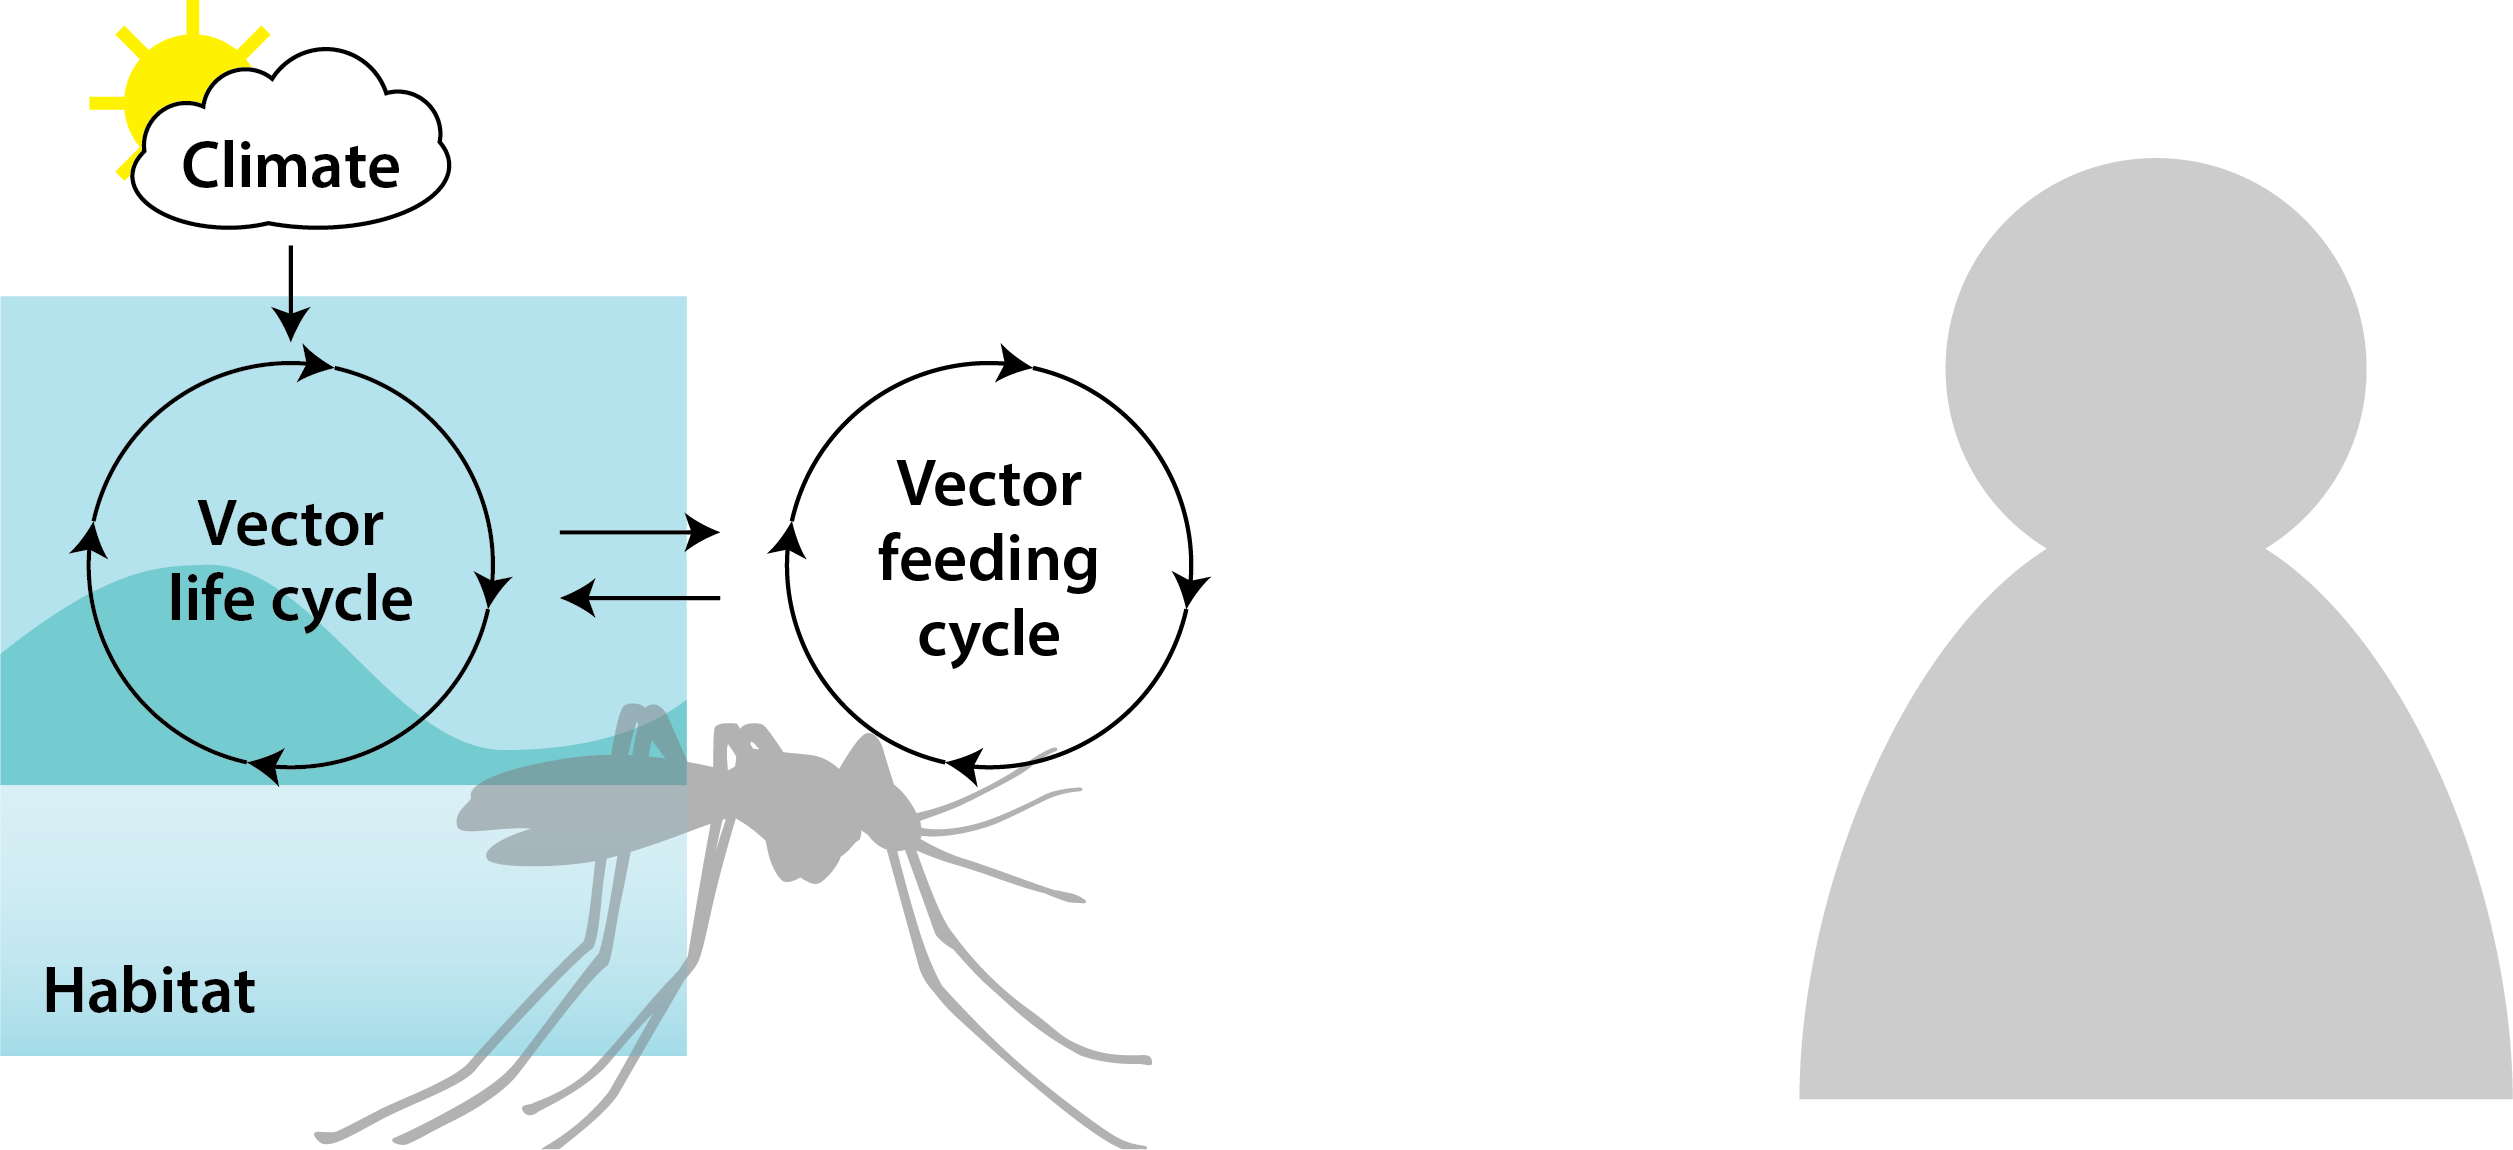 Climate
Vector
life cycle
Vector
feeding
cycle
Habitat